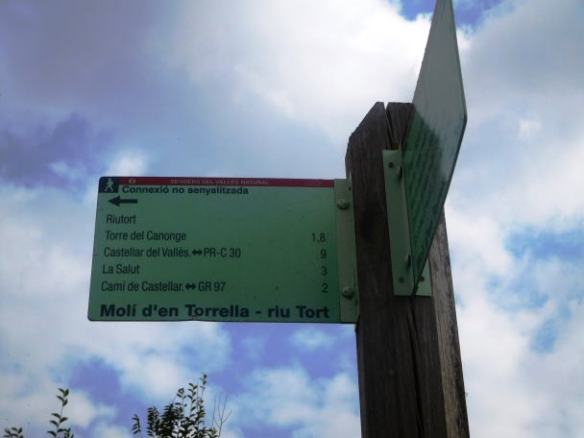 SENDERS DEL VALLÈS NATURAL
Connexió no senyalitzada
Riutort
Torre del Canonge 1,8
Castellar del Vallès.⇔PR-C 30 9
La Salut 3
Camí de Castellar.⇔GR 97 2
Molí d'en Torrella - riu Tort